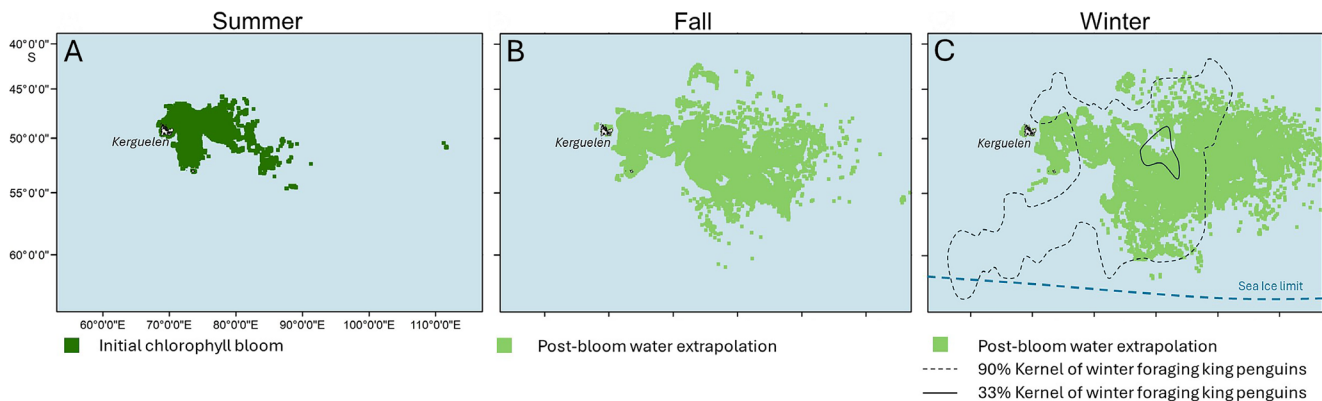 Summer
Fall
Winter
A
B
C
40°0'0"
S
45°0'0"
50°0'0"
55°0'0"
60°0'0"
Kerguelen
Kerguelen
Kerguelen
Sea Ice limit
60°0'0"E
70°0'0"E
80°0'0"E
90°0'0"E
100°0'0"E
110°0'0"E
Initial chlorophyll bloom
Post-bloom water extrapolation
Post-bloom water extrapolation
90% Kernel of winter foraging king penguins
33% Kernel of winter foraging king penguins